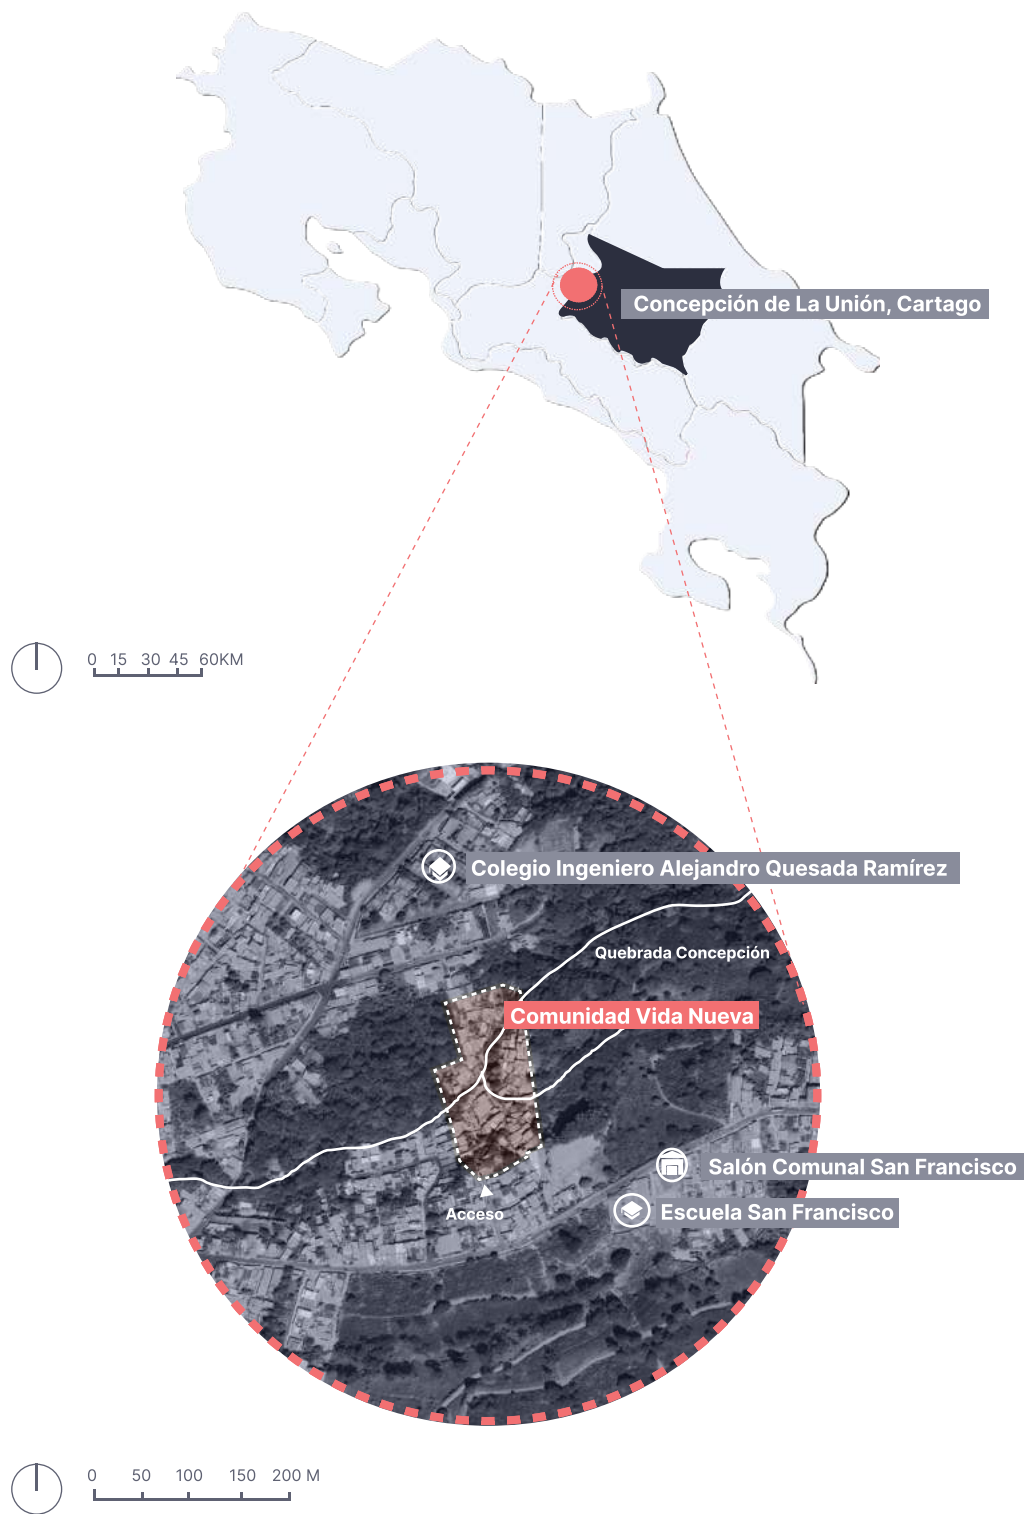 Concepción de La Unión, Cartago
0 15 30 45 60KM
Colegio Ingeniero Alejandro Quesada Ramírez
Quebrada Concepción
Comunidad Vida Nueva
Salón Comunal San Francisco
Escuela San Francisco
Acceso
0 50 100 150 200 M